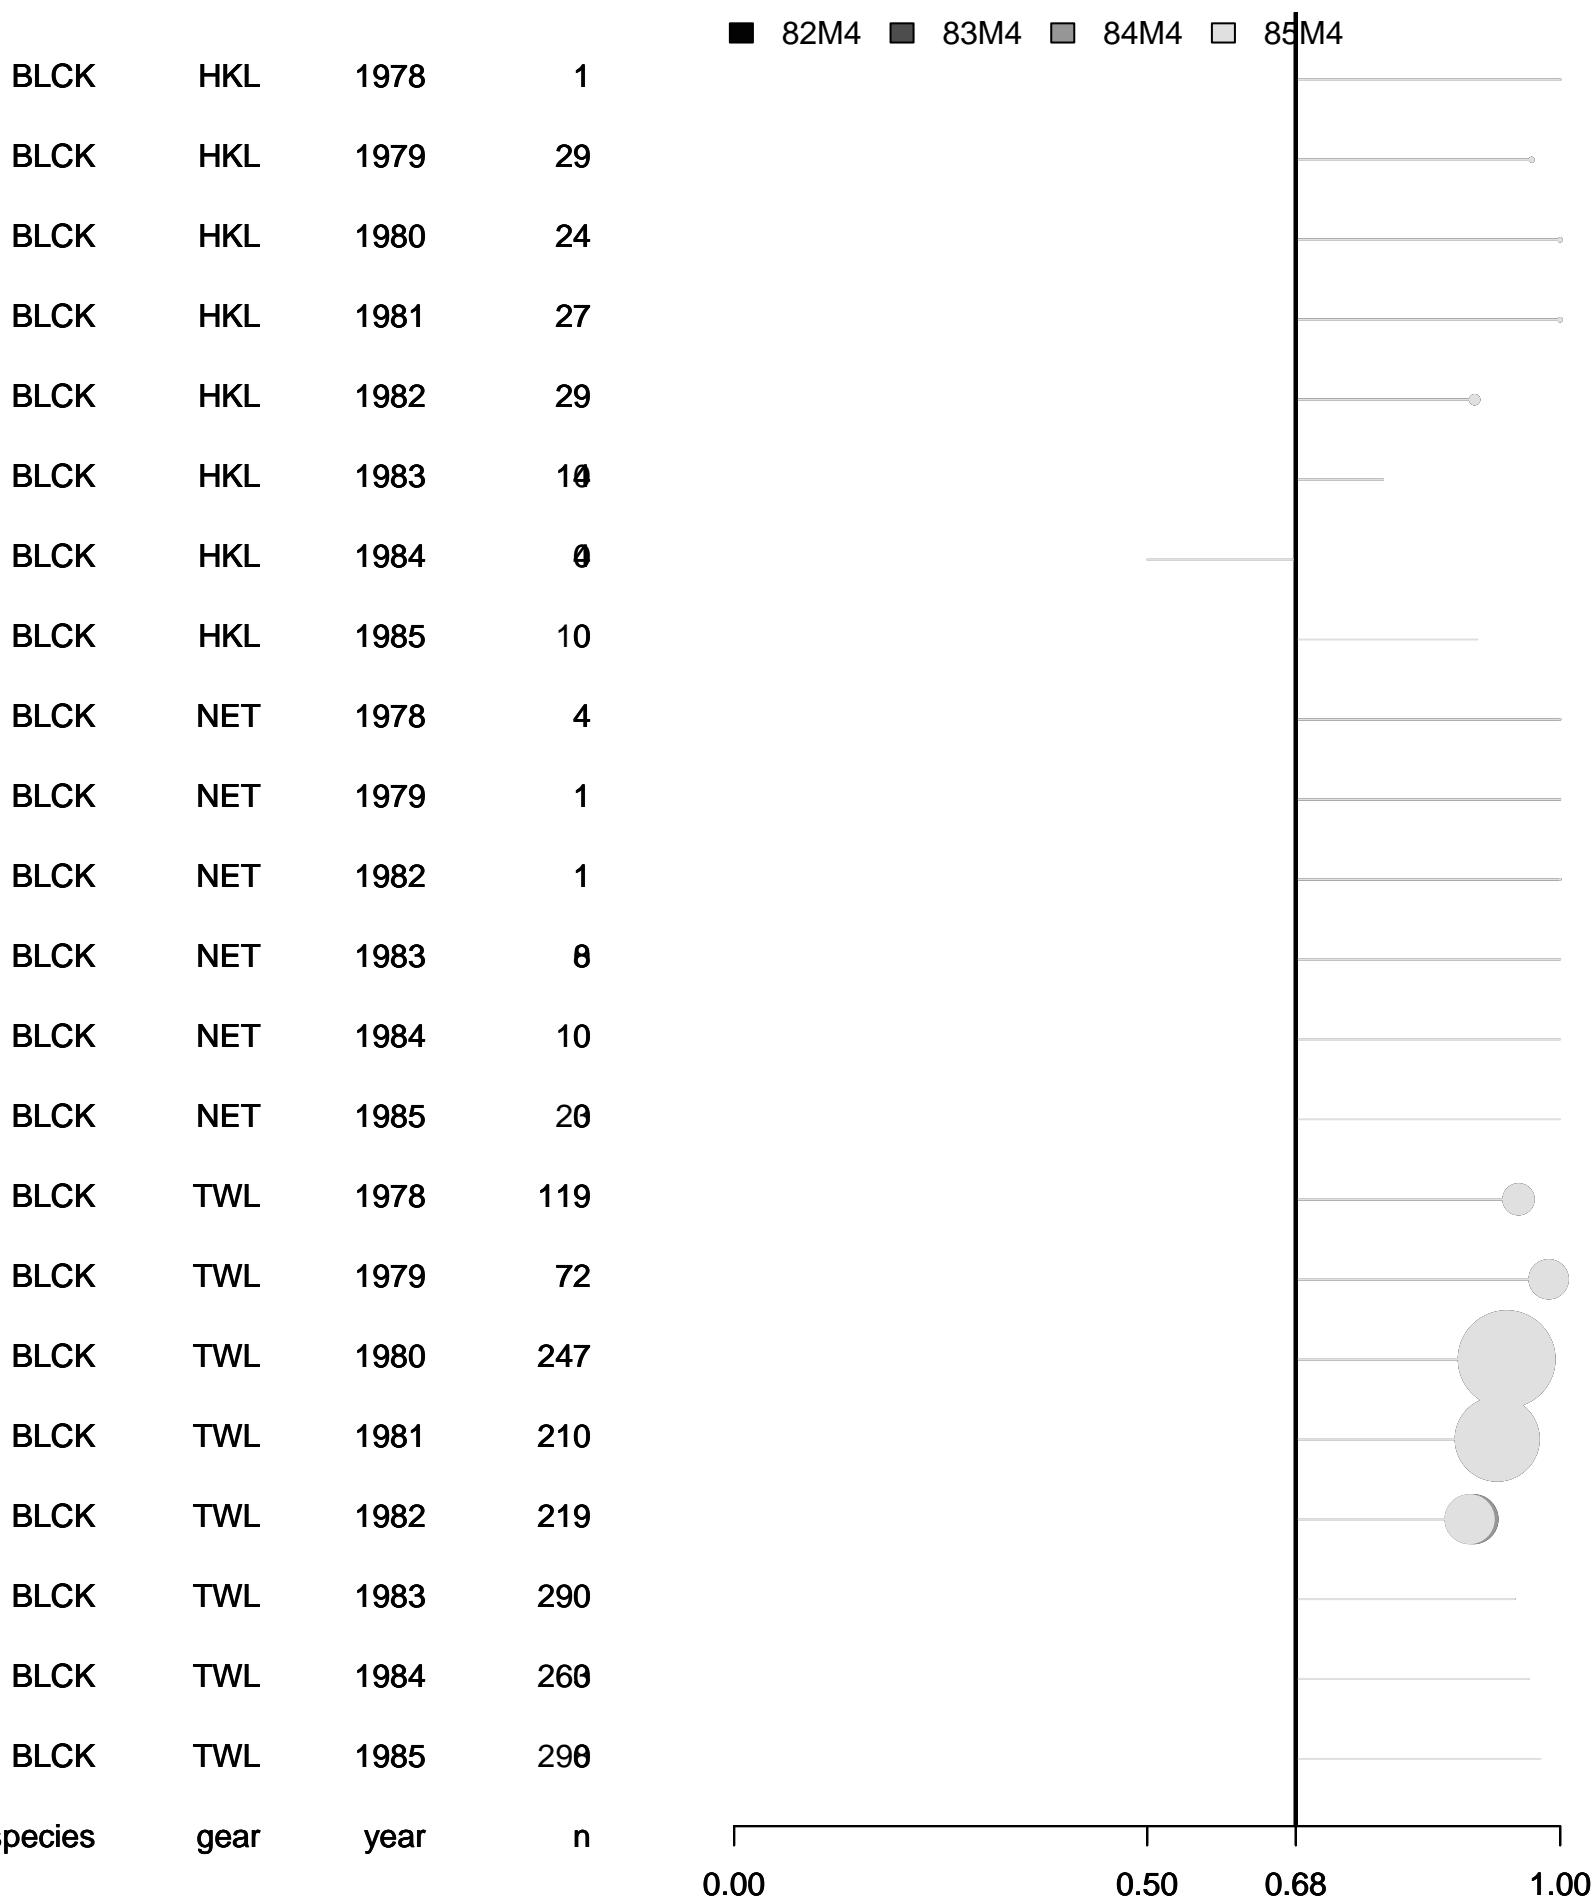 82M4 83M4 84M4 85M4
BLCK HKL 1978 1
BLCK HKL 1979 29
BLCK HKL 1980 24
BLCK HKL 1981 27
BLCK HKL 1982 29
BLCK HKL 1983
BLCK HKL 1984
BLCK HKL 1985 10
BLCK NET 1978 4
BLCK NET 1979 1
BLCK NET 1982 1
BLCK NET 1983
BLCK NET 1984 10
BLCK NET 1985
BLCK TWL 1978 119
BLCK TWL 1979 72
BLCK TWL 1980 247
BLCK TWL 1981 210
BLCK TWL 1982 219
BLCK TWL 1983 290
BLCK TWL 1984
BLCK TWL 1985
species gear year n
0.00 0.50 0.68 1.00